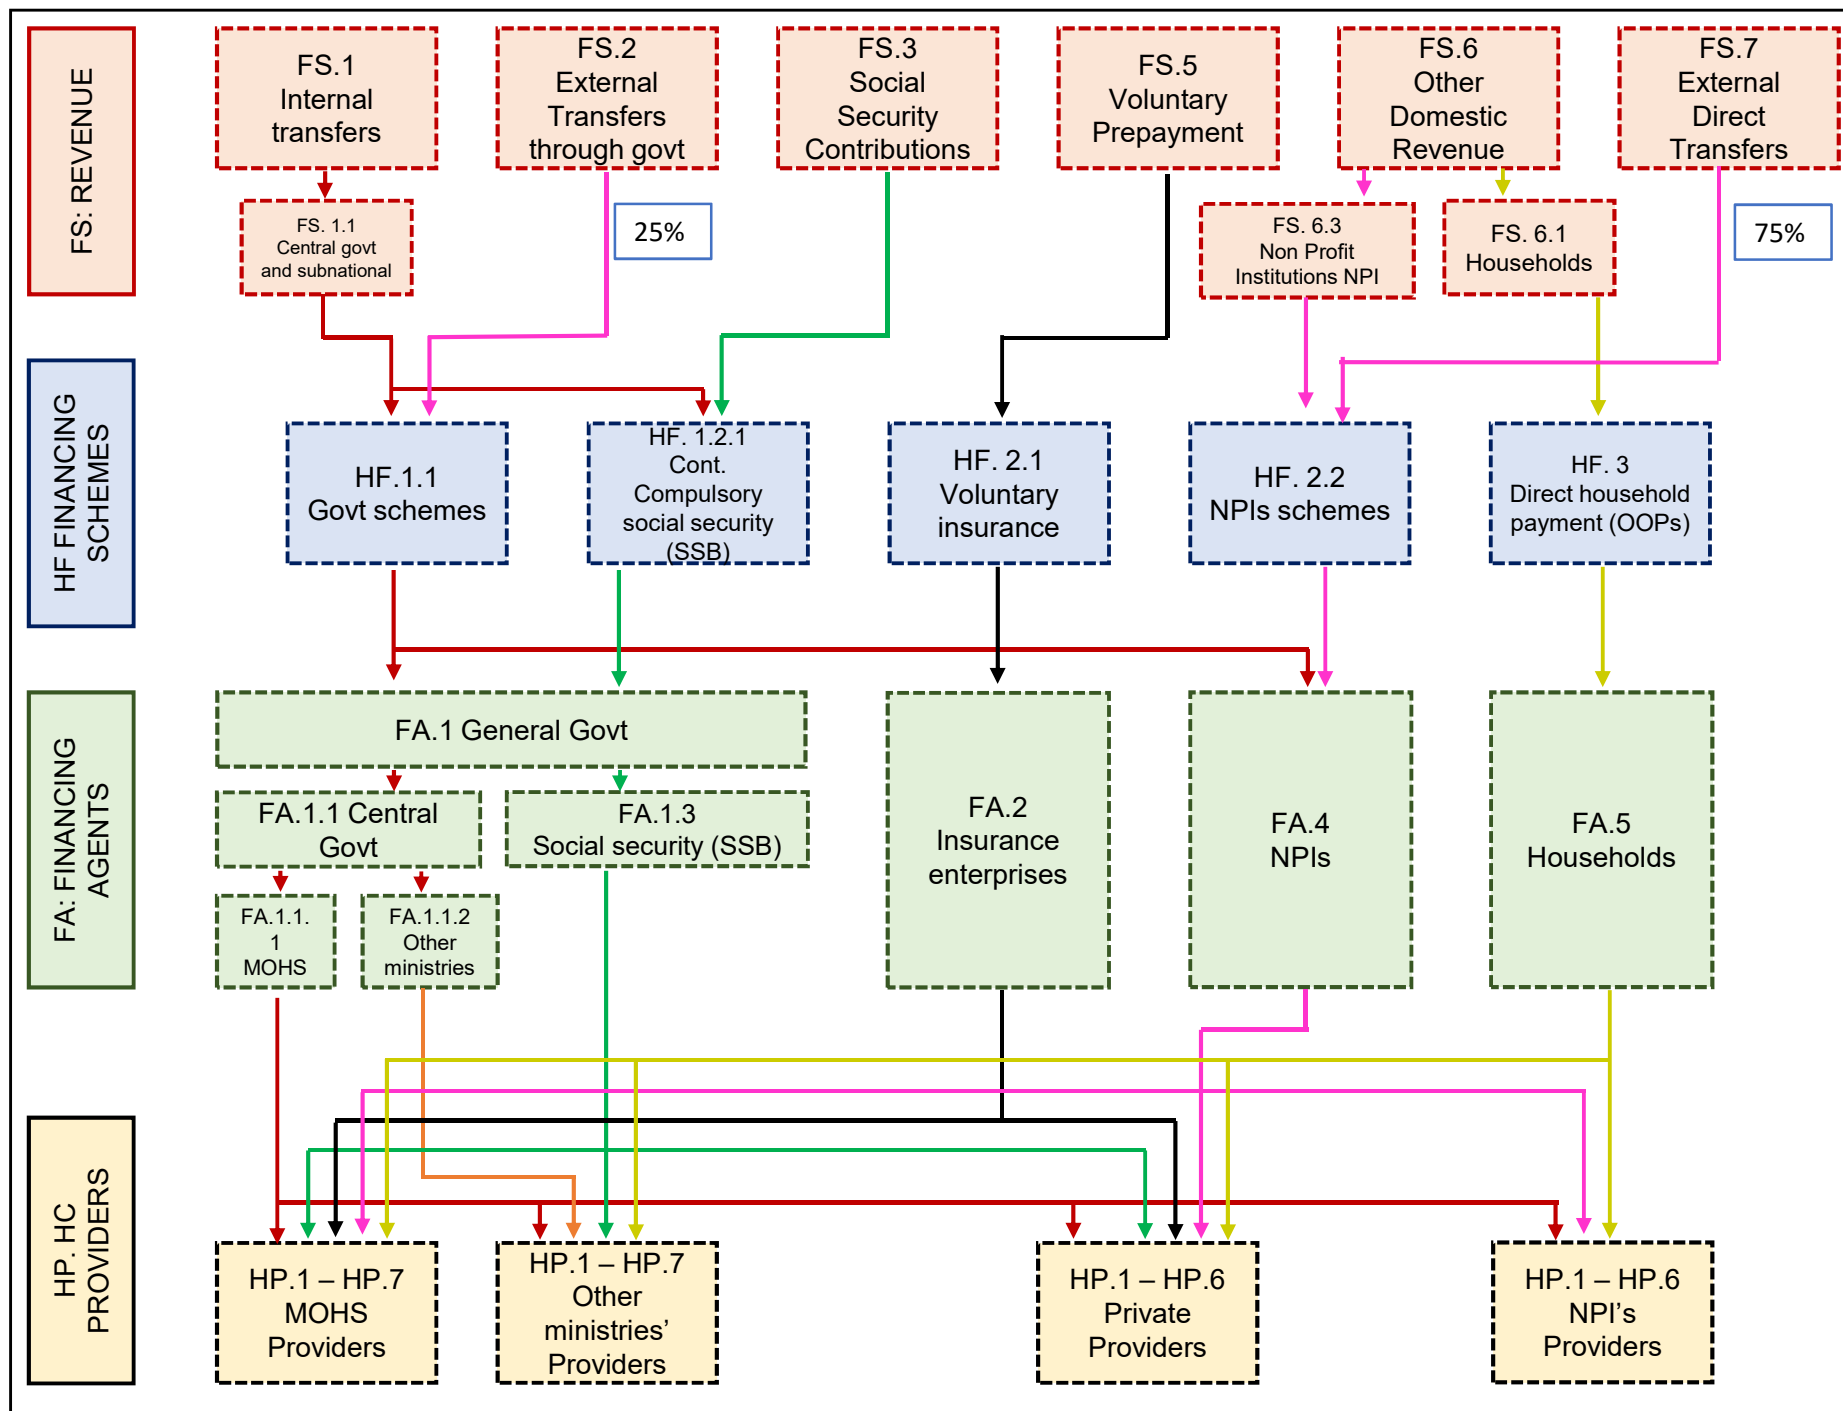 FS: REVENUE
FS.1
Internal
transfers
FS.2
External
Transfers
through govt
FS.3
Social
Security
Contributions
FS.5
Voluntary
Prepayment
FS.6
Other
Domestic
Revenue
FS.7
External
Direct
Transfers
FS. 1.1
Central govt
and subnational
25%
FS. 6.3
Non Profit
Institutions NPI
FS. 6.1
Households
75%
HF FINANCING
SCHEMES
HF.1.1
Govt schemes
HF. 1.2.1
Cont.
Compulsory
social security
(SSB)
HF. 2.1
Voluntary
insurance
HF. 2.2
NPIs schemes
HF. 3
Direct household
payment (OOPs)
FA: FINANCING
AGENTS
FA.1 General Govt
FA.1.1 Central
Govt
FA.1.3
Social security (SSB)
FA.1.1.
1
MOHS
FA.1.1.2
Other
ministries
FA.2
Insurance
enterprises
FA.4
NPIs
FA.5
Households
HP. HC
PROVIDERS
HP.1 – HP.7
MOHS
Providers
HP.1 – HP.7
Other
ministries’
Providers
HP.1 – HP.6
Private
Providers
HP.1 – HP.6
NPI’s
Providers